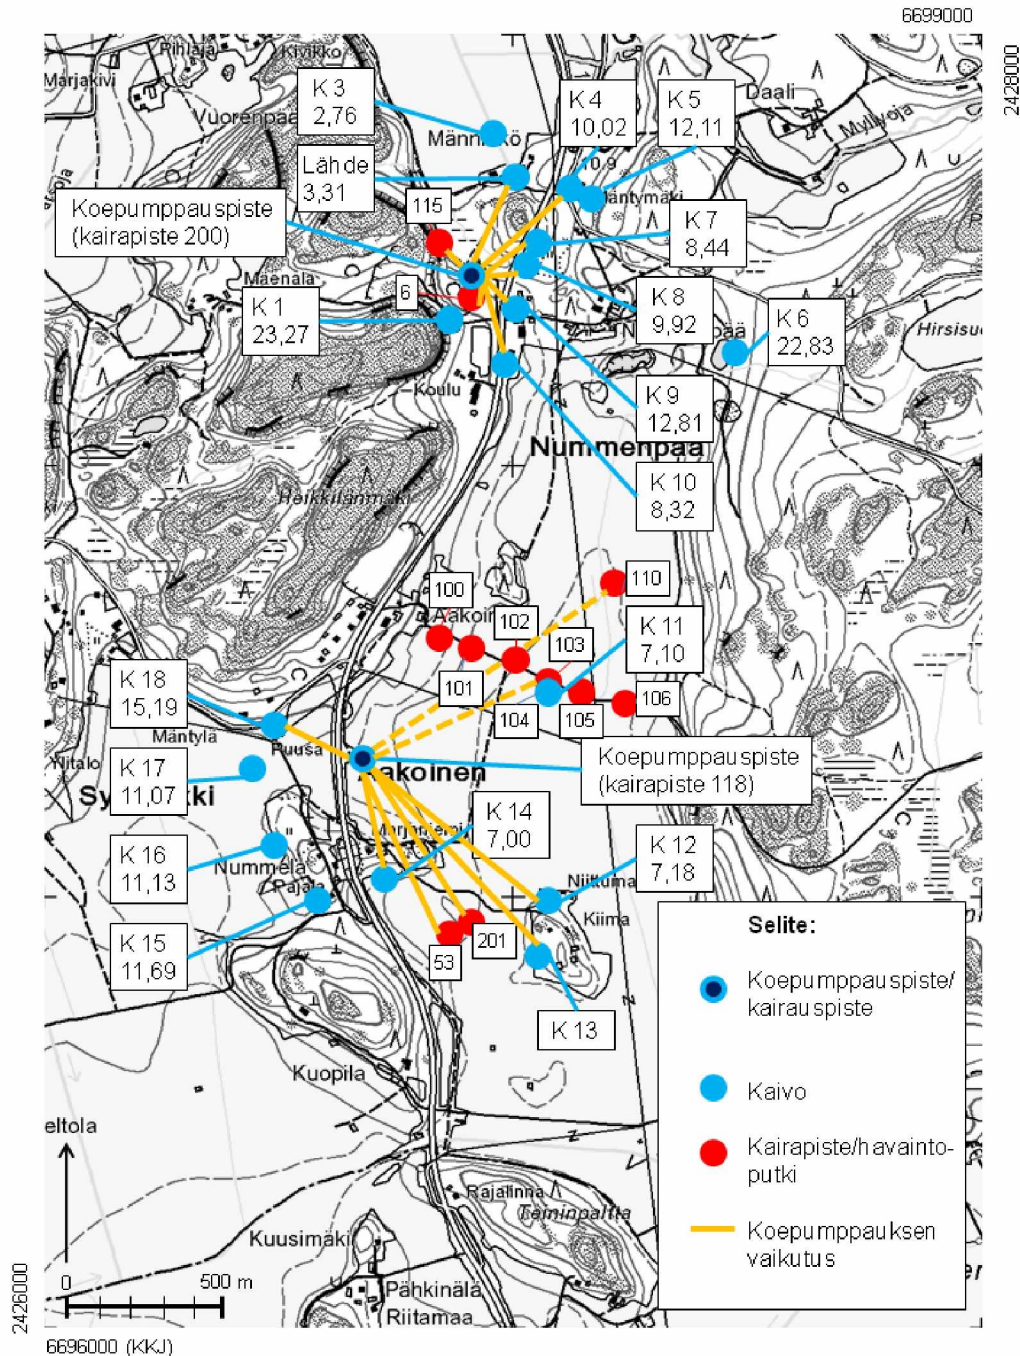 6699000
2428000
Pihlaja
Kivikko
Marjakivi
Vuorenpää
K 3
2,76
Männikkö
K 4
10,02
K 5
12,11
Daali
Myllyoja
10.9
Lähde
3,31
115
Koepumppauspiste
(kairapiste 200)
K 7
8,44
Mäenala
6
K 1
23,27
K 8
9,92
K 6
22,83
Koulu
K 9
12,81
Nummenpää
Heikkilänmäki
K 10
8,32
100
110
102
103
K 11
7,10
101
104
105
106
K 18
15,19
Mäntylä
Puusa
Koepumppauspiste
(kairapiste 118)
K 17
11,07
K 14
7,00
K 16
11,13
Nummela
Pajala
K 12
7,18
Kiima
K 15
11,69
201
53
K 13
Selite:
Koepumppauspiste/
kairauspiste
Kaivo
Kairapiste/havainto-
putki
Koepumppauksen
vaikutus
Kuopila
eltola
Rajalinna
Kuusimäki
0
500 m
Pähkinälä
Riitamaa
2426000
6696000 (KKJ)